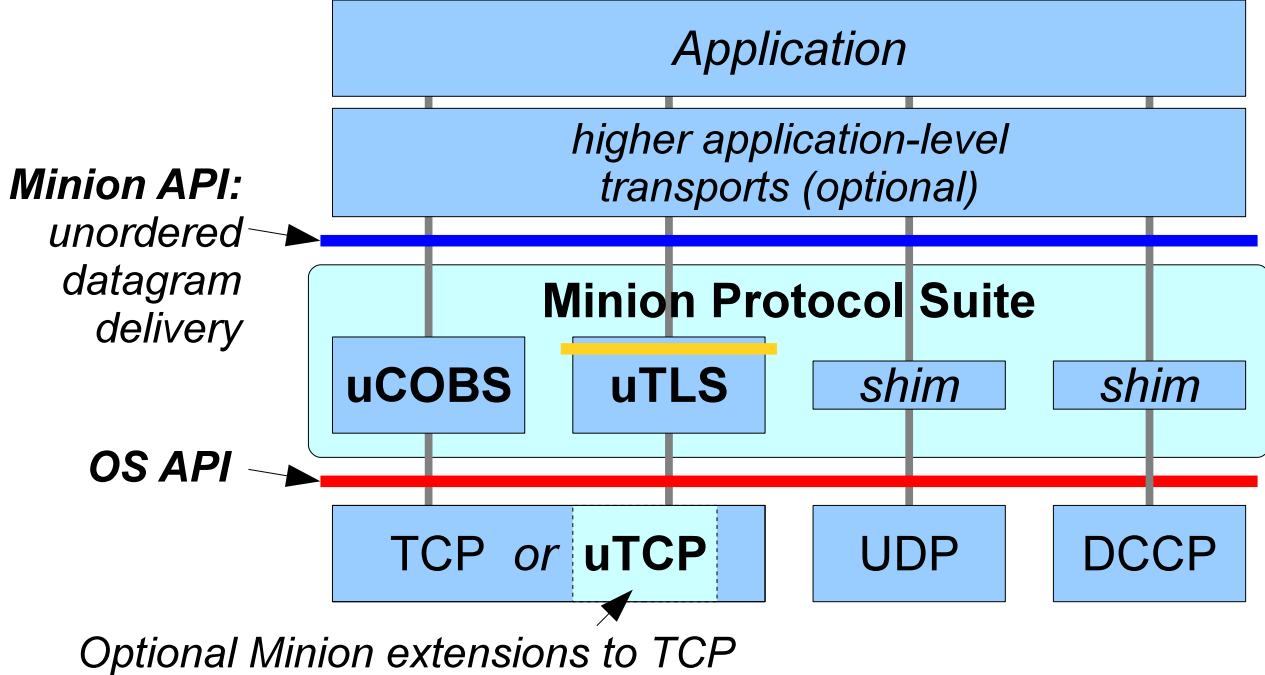 Application
higher application-level
transports (optional)
Minion API:
unordered
datagram
delivery
Minion Protocol Suite
uCOBS
uTLS
shim
shim
OS API
TCP or uTCP
UDP
DCCP
Optional Minion extensions to TCP